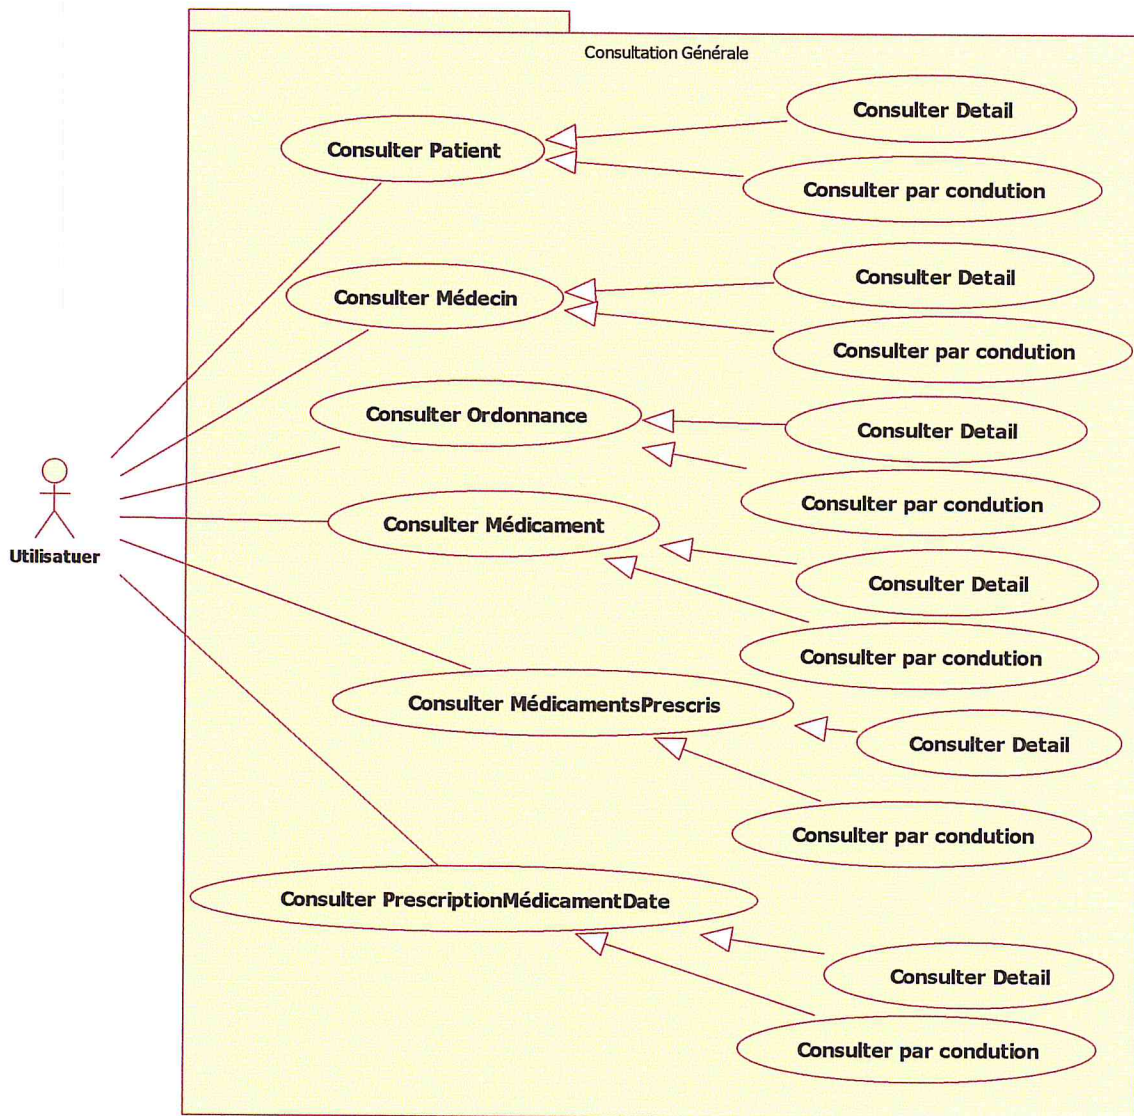 Consultation Générale
Consulter Detail
Consulter Patient
Consulter par condution
Consulter Detail
Consulter Médecin
Consulter par condution
Consulter Ordonnance
Consulter Detail
Consulter par condution
Consulter Médicament
Utilisatuer
Consulter Detail
Consulter par condution
Consulter MédicamentsPrescris
Consulter Detail
Consulter par condution
Consulter PrescriptionMédicamentDate
Consulter Detail
Consulter par condution